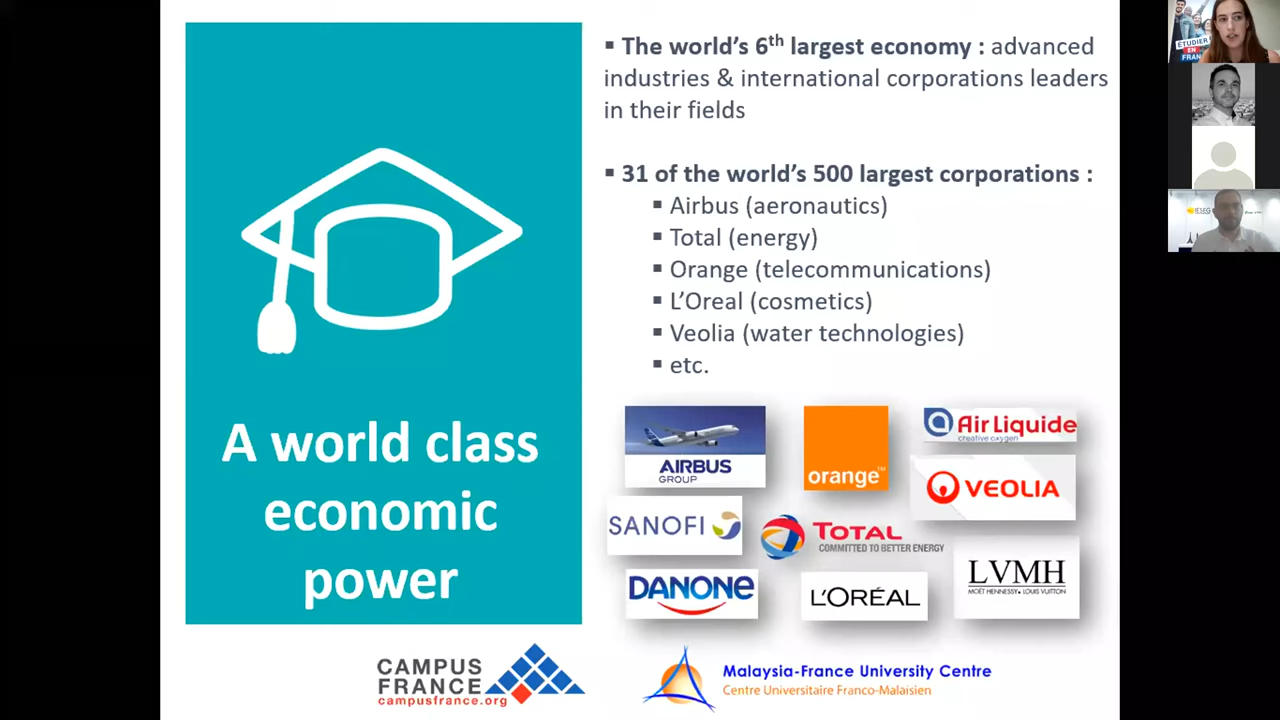 A world class
economic
power
▪ The world's 6th largest economy : advanced
industries & international corporations leaders
in their fields
▪ 31 of the world's 500 largest corporations :
▪ Airbus (aeronautics)
▪ Total (energy)
▪ Orange (telecommunications)
▪ L'Oreal (cosmetics)
▪ Veolia (water technologies)
▪ etc.
AIRBUS
GROUP
orange™
Air Liquide
creative oxygen
VEOLIA
SANOFI
TOTAL
COMMITTED TO BETTER ENERGY
LVMH
MOËT HENNESSY. LOUIS VUITTON
DANONE
L'ORÉAL
CAMPUS
FRANCE
campusfrance.org
Malaysia-France University Centre
Centre Universitaire Franco-Malaisien
ÉTUDIER
EN
FRAN
IESEG